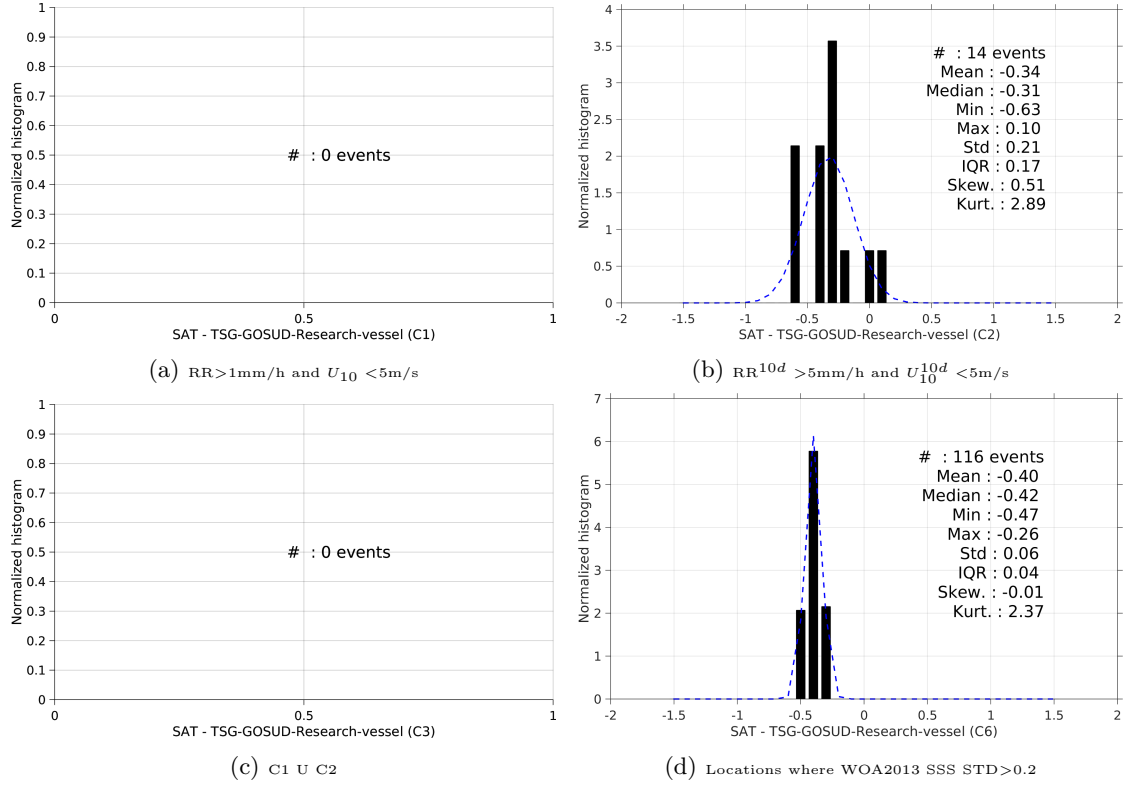 1
0.9
0.8
0.7
0.6
0.5
0.4
0.3
0.2
0.1
0
Normalized histogram
# : 0 events
0 0.5 1
SAT - TSG-GOSUD-Research-vessel (C1)
(a) RR>1mm/h and U10 <5m/s
4
3.5
3
2.5
2
1.5
1
0.5
0
Normalized histogram
# : 14 events
Mean : -0.34
Median : -0.31
Min : -0.63
Max : 0.10
Std : 0.21
IQR : 0.17
Skew. : 0.51
Kurt. : 2.89
-2 -1.5 -1 -0.5 0 0.5 1 1.5 2
SAT - TSG-GOSUD-Research-vessel (C2)
(b) RR^10d >5mm/h and U_10^10d <5m/s
1
0.9
0.8
0.7
0.6
0.5
0.4
0.3
0.2
0.1
0
Normalized histogram
# : 0 events
0 0.5 1
SAT - TSG-GOSUD-Research-vessel (C3)
(c) C1 U C2
7
6
5
4
3
2
1
0
Normalized histogram
# : 116 events
Mean : -0.40
Median : -0.42
Min : -0.47
Max : -0.26
Std : 0.06
IQR : 0.04
Skew. : -0.01
Kurt. : 2.37
-2 -1.5 -1 -0.5 0 0.5 1 1.5 2
SAT - TSG-GOSUD-Research-vessel (C6)
(d) Locations where WOA2013 SSS STD>0.2